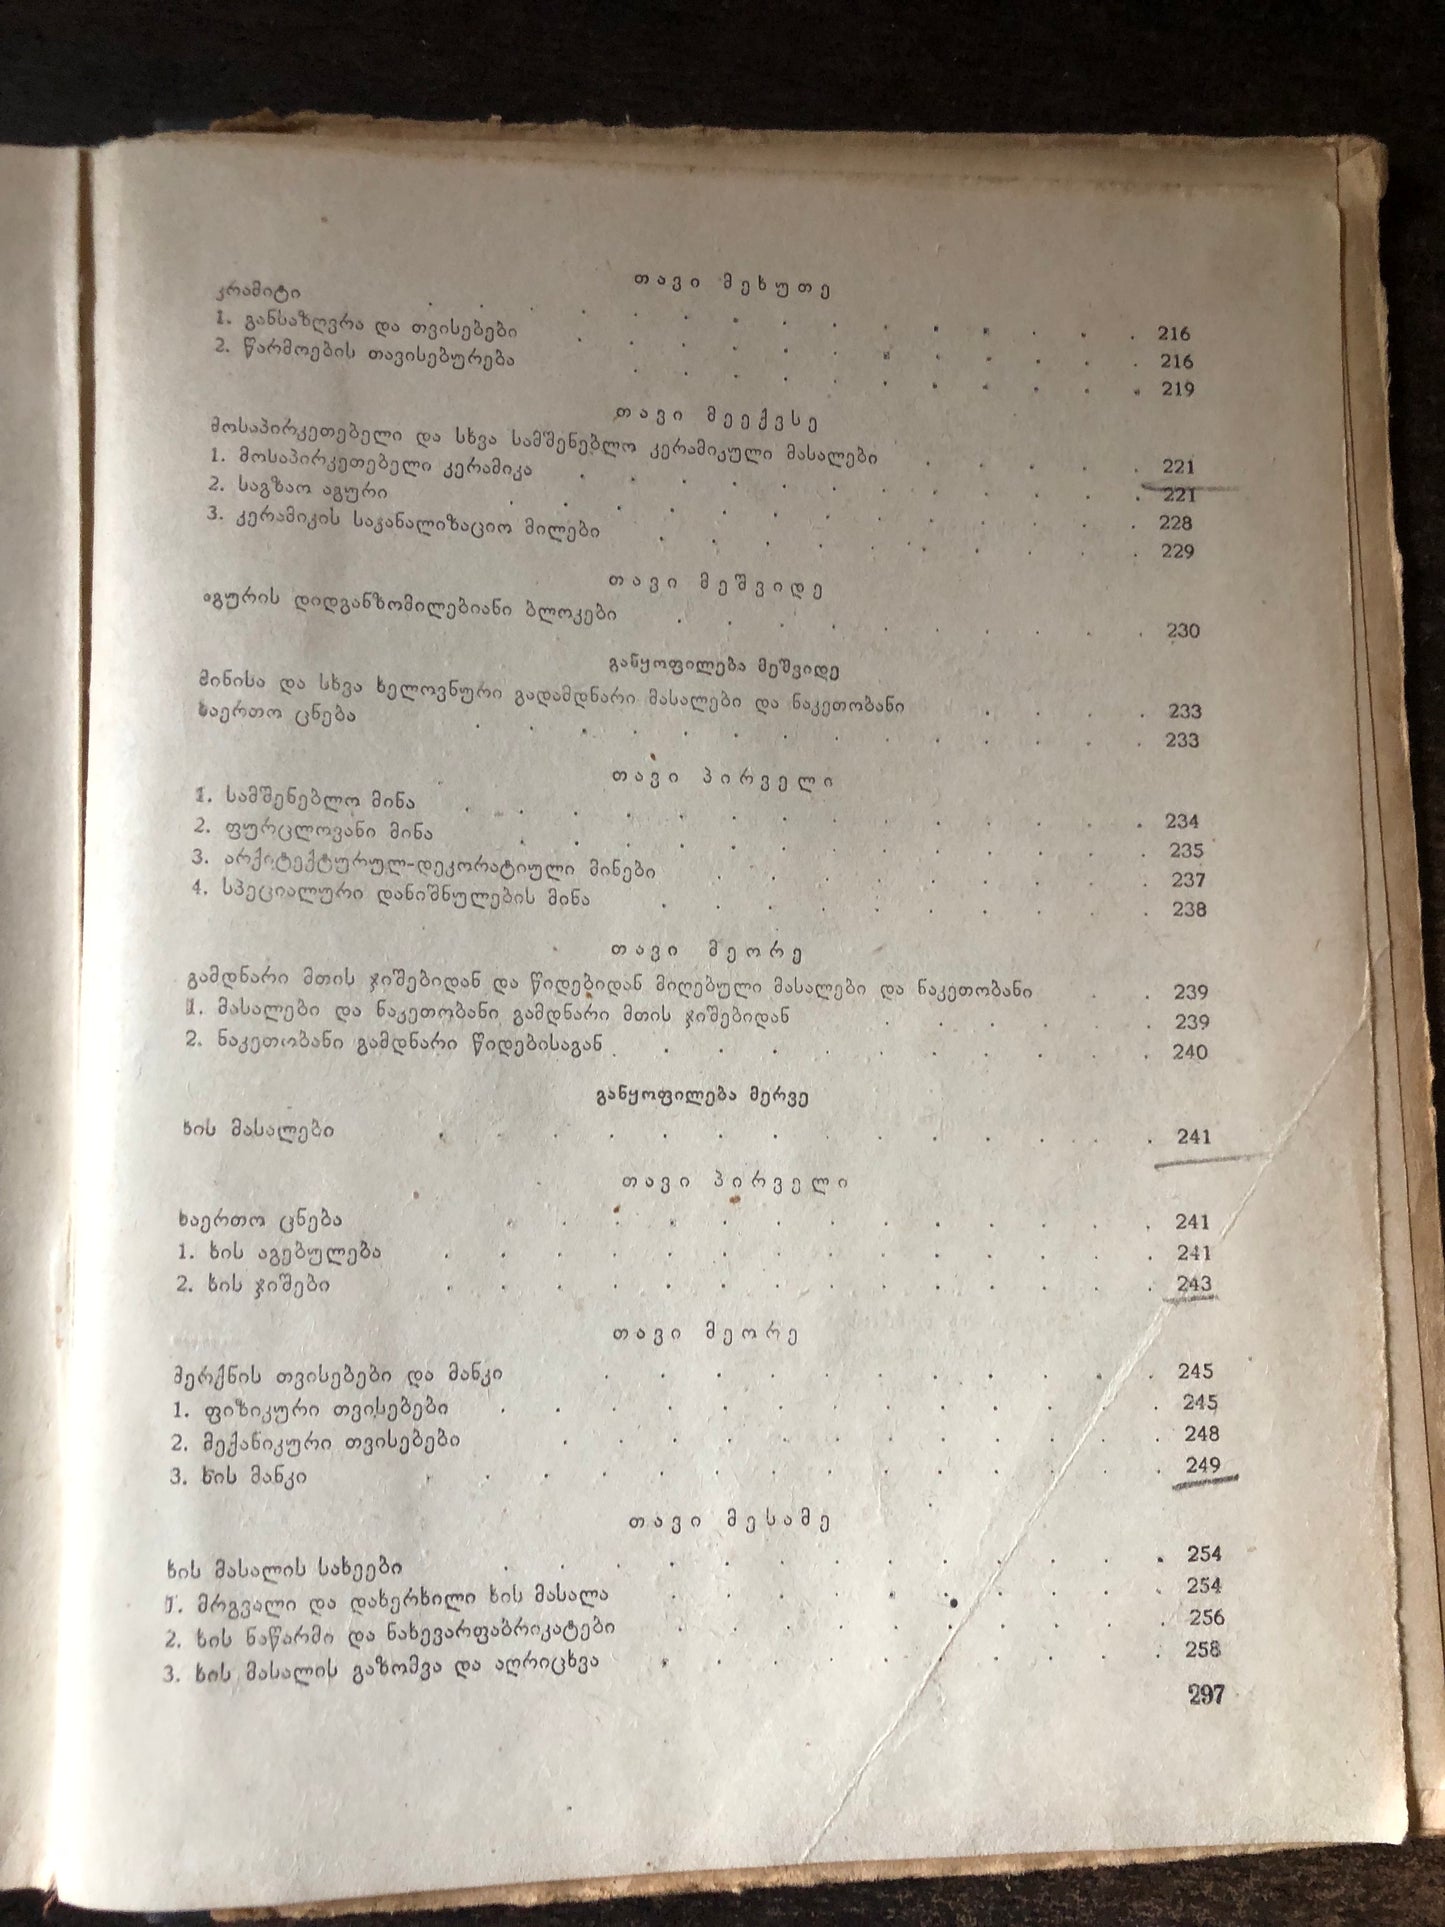 თავი მეხუთე
კრამიტი . . . . . . . . . . . . . . . 216
1. განსაზღვრა და თვისებები . . . . . . . . . . . . 216
2. წარმოების თავისებურება . . . . . . . . . . . 219
თავი მეექვსე
მოსაპირკეთებელი და სხვა სამშენებლო კერამიკული მასალები . . . . . 221
1. მოსაპირკეთებელი კერამიკა . . . . . . . . . . . . 221
2. საგზაო აგური . . . . . . . . . . . . . 228
3. კერამიკის საკანალიზაციო მილები . . . . . . . . . . 229
თავი მეშვიდე
აგურის დიდგანზომილებიანი ბლოკები . . . . . . . . . . 230
განყოფილება მეშვიდე
მინისა და სხვა ხელოვნური გადამდნარი მასალები და ნაკეთობანი . . . . 233
საერთო ცნება . . . . . . . . . . . . . . 233
თავი პირველი
1. სამშენებლო მინა . . . . . . . . . . . . . . 234
2. ფურცლოვანი მინა . . . . . . . . . . . . . 235
3. არქიტექტურულ-დეკორატიული მინები . . . . . . . . . 237
4. სპეციალური დანიშნულების მინა . . . . . . . . . . 238
თავი მეორე
გამდნარი მთის ჯიშებიდან და წიდებიდან მიღებული მასალები და ნაკეთობანი . . 239
1. მასალები და ნაკეთობანი გამდნარი მთის ჯიშებიდან . . . . . . 239
2. ნაკეთობანი გამდნარი წიდებისაგან . . . . . . . . . . . 240
განყოფილება მერვე
ხის მასალები . . . . . . . . . . . . . . 241
თავი პირველი
საერთო ცნება . . . . . . . . . . . . . 241
1. ხის აგებულება . . . . . . . . . . . . . . 241
2. ხის ჯიშები . . . . . . . . . . . . . . 243
თავი მეორე
მერქნის თვისებები და მანკი . . . . . . . . . . . 245
1. ფიზიკური თვისებები . . . . . . . . . . . . . 245
2. მექანიკური თვისებები . . . . . . . . . . . . 248
3. ხის მანკი . . . . . . . . . . . . . . 249
თავი მესამე
ხის მასალის სახეები . . . . . . . . . . . . . 254
1. მრგვალი და დახერხილი ხის მასალა . . . . . . . . . . 254
2. ხის ნაწარმი და ნახევარფაბრიკატები . . . . . . . . . . 256
3. ხის მასალის გაზომვა და აღრიცხვა . . . . . . . . . . 258
297